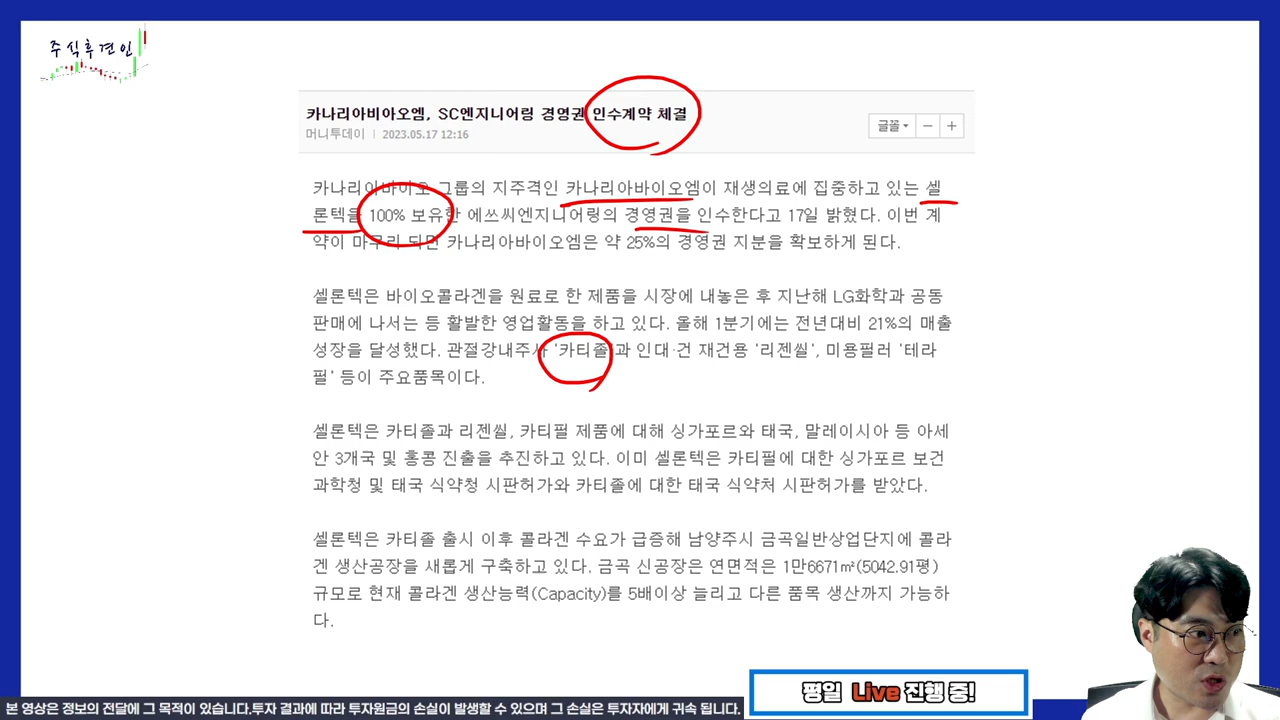 주식후견인
카나리아비아오엠, SC엔지니어링 경영권 인수계약 체결
머니투데이 | 2023.05.17 12:16
글꼴
카나리아바이오 그룹의 지주격인 카나리아바이오엠이 재생의료에 집중하고 있는 셀
론텍을 100% 보유한 에쓰씨엔지니어링의 경영권을 인수한다고 17일 밝혔다. 이번 계
약이 마무리 되면 카나리아바이오엠은 약 25%의 경영권 지분을 확보하게 된다.
셀론텍은 바이오콜라겐을 원료로 한 제품을 시장에 내놓은 후 지난해 LG화학과 공동
판매에 나서는 등 활발한 영업활동을 하고 있다. 올해 1분기에는 전년대비 21%의 매출
성장을 달성했다. 관절강내주사 '카티졸'과 인대·건 재건용 '리젠씰', 미용필러 '테라
필' 등이 주요품목이다.
셀론텍은 카티졸과 리젠씰, 카티필 제품에 대해 싱가포르와 태국, 말레이시아 등 아세
안 3개국 및 홍콩 진출을 추진하고 있다. 이미 셀론텍은 카티필에 대한 싱가포르 보건
과학청 및 태국 식약청 시판허가와 카티졸에 대한 태국 식약처 시판허가를 받았다.
셀론텍은 카티졸 출시 이후 콜라겐 수요가 급증해 남양주시 금곡일반산업단지에 콜라
겐 생산공장을 새롭게 구축하고 있다. 금곡 신공장은 연면적은 1만6671㎡(5042.91평)
규모로 현재 콜라겐 생산능력(Capacity)를 5배이상 늘리고 다른 품목 생산까지 가능하
다.
평일 Live 진행 중!
본 영상은 정보의 전달에 그 목적이 있습니다.투자 결과에 따라 투자원금의 손실이 발생할 수 있으며 그 손실은 투자자에게 귀속 됩니다.